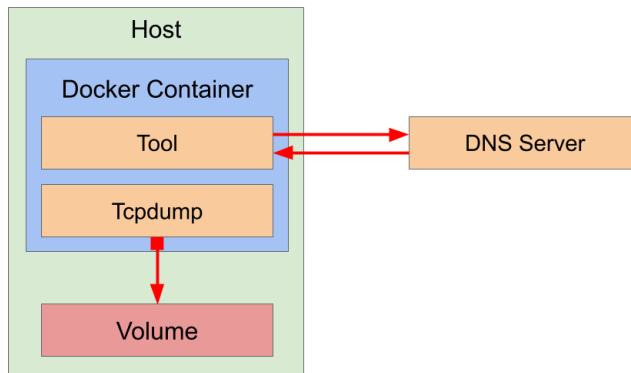 Host
Docker Container
Tool
DNS Server
Tcpdump
Volume